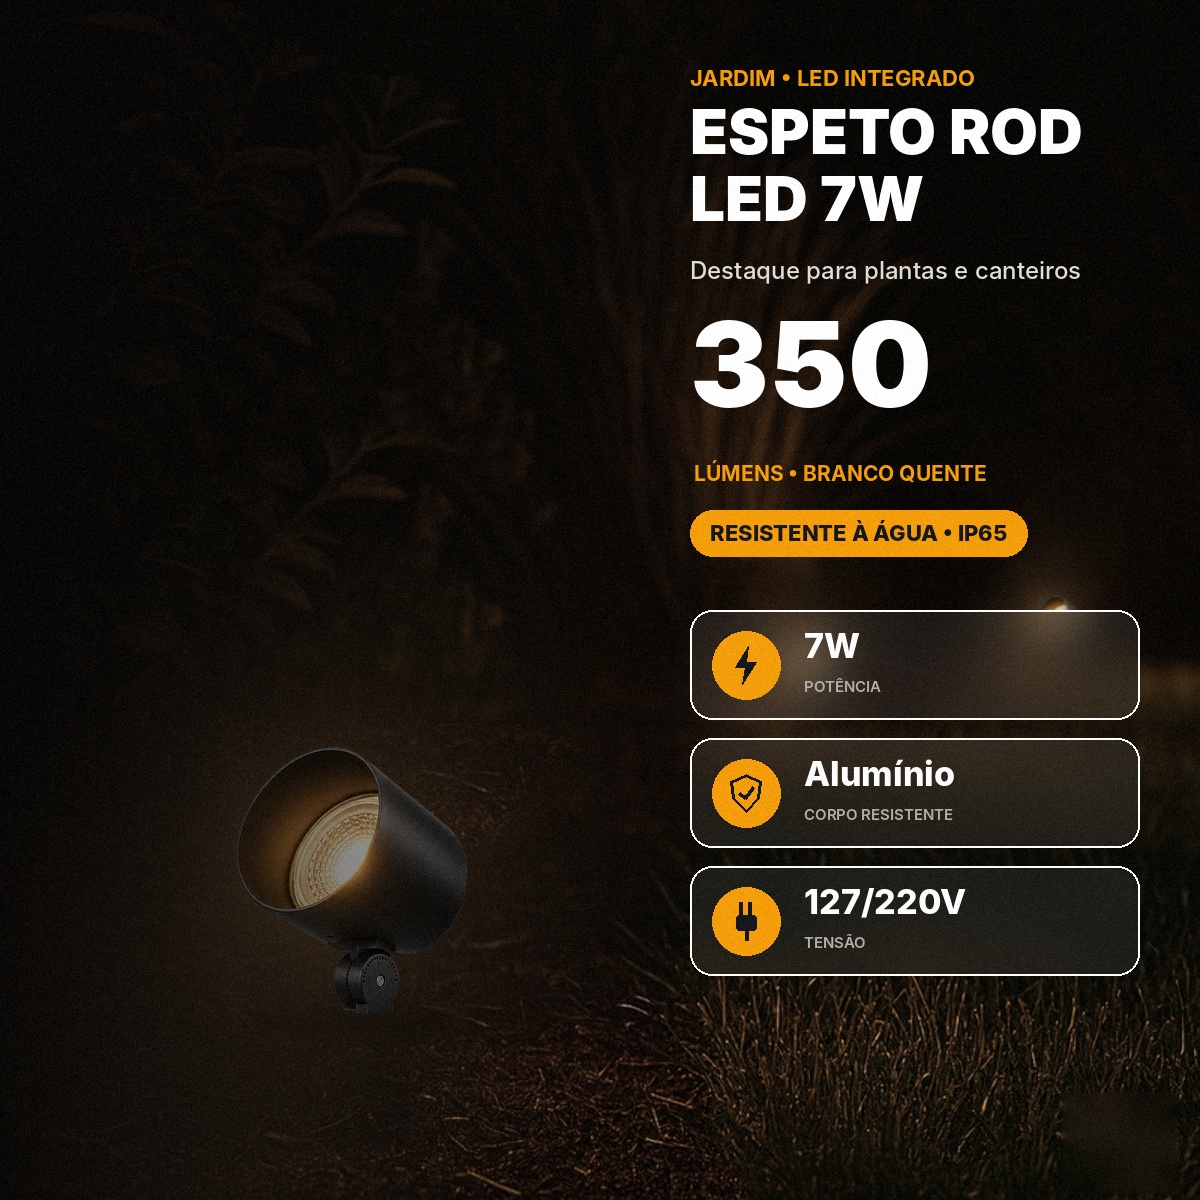 JARDIM • LED INTEGRADO
ESPETO ROD
LED 7W
Destaque para plantas e canteiros
350
LÚMENS • BRANCO QUENTE
RESISTENTE À ÁGUA • IP65
7W
POTÊNCIA
Alumínio
CORPO RESISTENTE
127/220V
TENSÃO